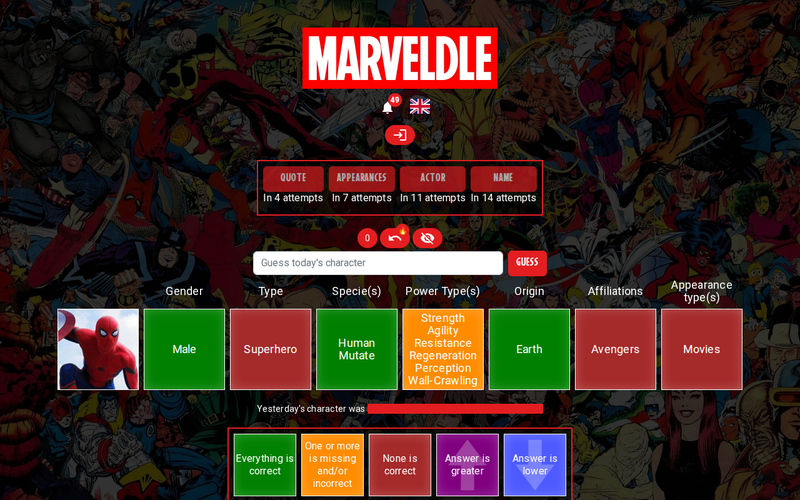 MARVELDLE
49
QUOTE APPEARANCES ACTOR NAME
In 4 attempts In 7 attempts In 11 attempts In 14 attempts
0
Guess today's character GUESS
Gender Type Specie(s) Power Type(s) Origin Affiliations Appearance
type(s)
Male
Superhero
Human
Mutate
Strength
Agility
Resistance
Regeneration
Perception
Wall-Crawling
Earth
Avengers
Movies
Yesterday's character was
Everything is
correct
One or more
is missing
and/or
incorrect
None is
correct
Answer is
greater
Answer is
lower